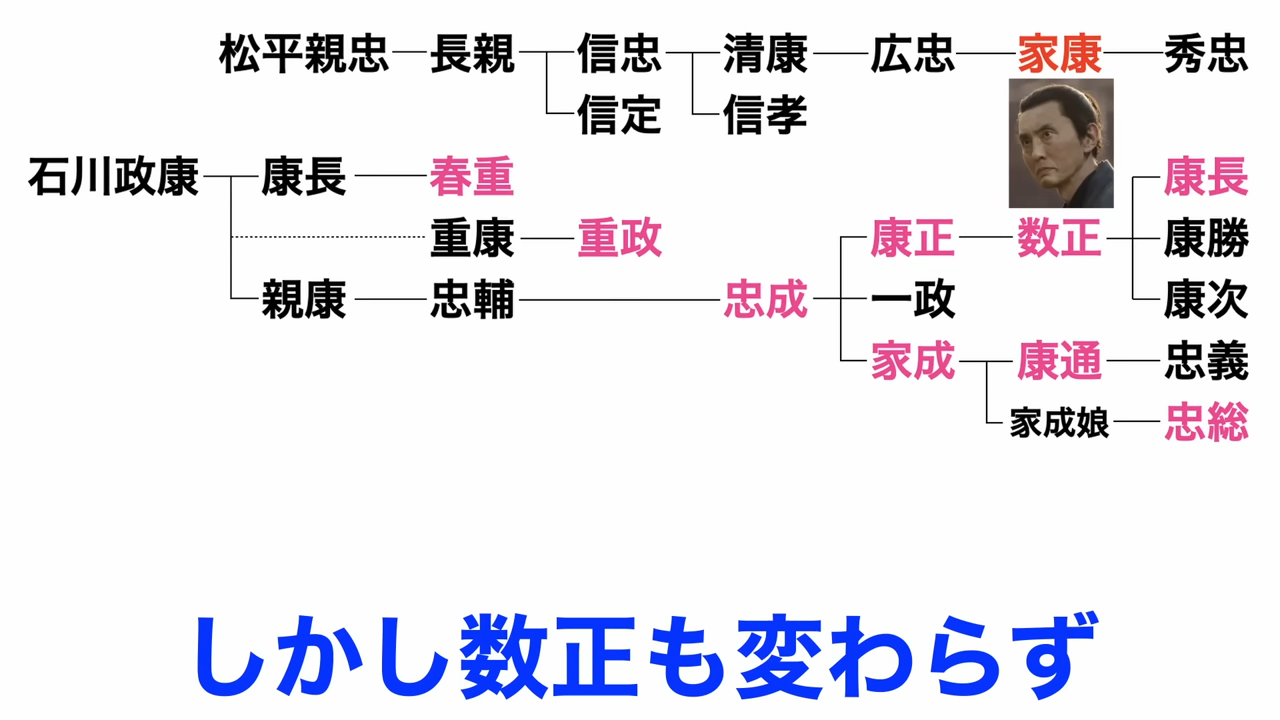 松平親忠 長親 信忠 清康 広忠 家康 秀忠
信定 信孝
石川政康 康長 春重 康長
重康 重政 康正 数正 康勝
親康 忠輔 忠成 一政 康次
家成 康通 忠義
家成娘 忠総
しかし数正も変わらず